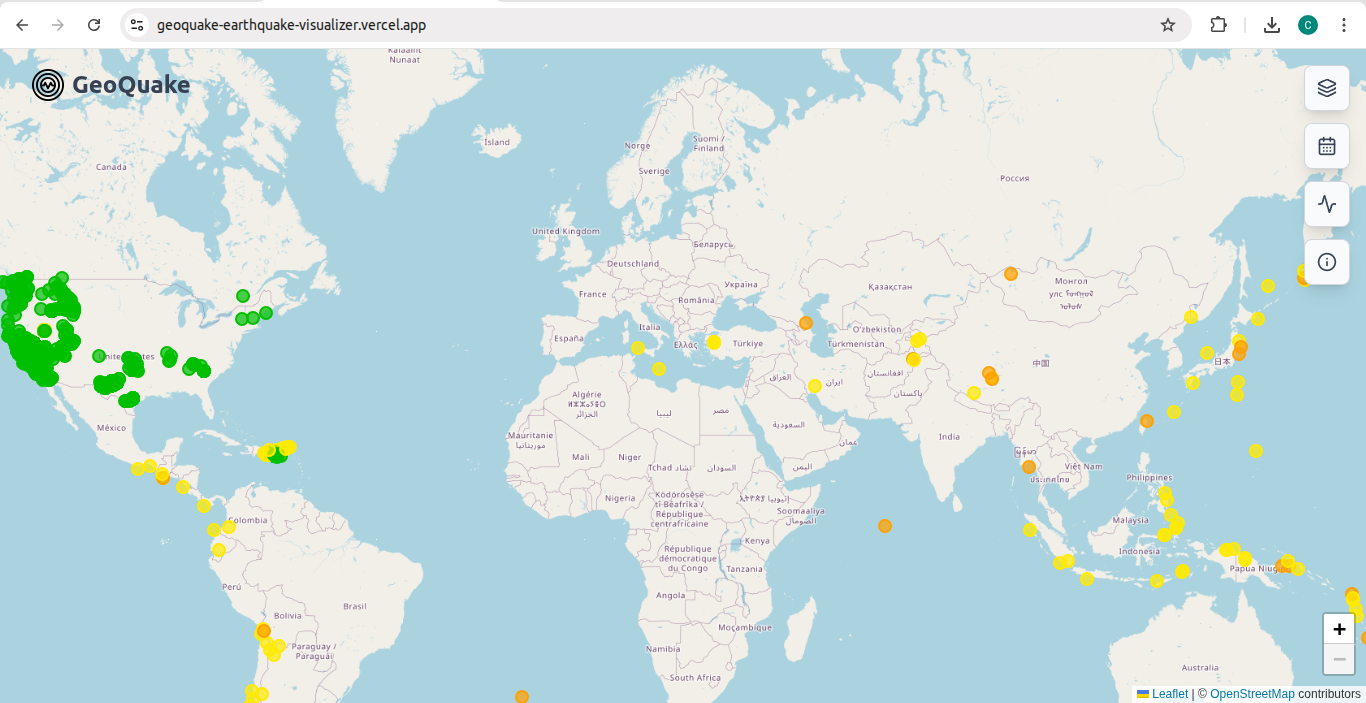 geoquake-earthquake-visualizer.vercel.app
C
GeoQuake
Kalaallit
Nunaat
Ísland
Norge
Suomi /
Finland
Sverige
Canada
Россия
United Kingdom
Беларусь
Deutschland
Україна
Қазақстан
Монгол
улс
France
România
Italia
España
Ελλάς
Türkiye
Oʻzbekiston
Türkmenistan
United States
中国
日本
افغانستان
العراق
ایران
پاکستان
Algérie
ⵍⵣⵣⴰⵢⴻⵔ
الجزائر
ليبيا
مصر
السعودية
México
India
Mauritanie
موريتانيا
عمان
Mali
Niger
Tchad تشاد
السودان
اليمن
Việt Nam
ประเทศไทย
Philippines
Nigeria
Ködörösêse
tî Bêafrîka /
République
centrafricaine
Soomaaliya
الصومال
Colombia
Malaysia
Kenya
Indonesia
République
démocratique
du Congo
Tanzania
Papua Niug
Perú
Angola
Brasil
Bolivia
Moçambique
Paraguay /
Paraguái
Namibia
South Africa
Australia
+
−
Leaflet | © OpenStreetMap contributors